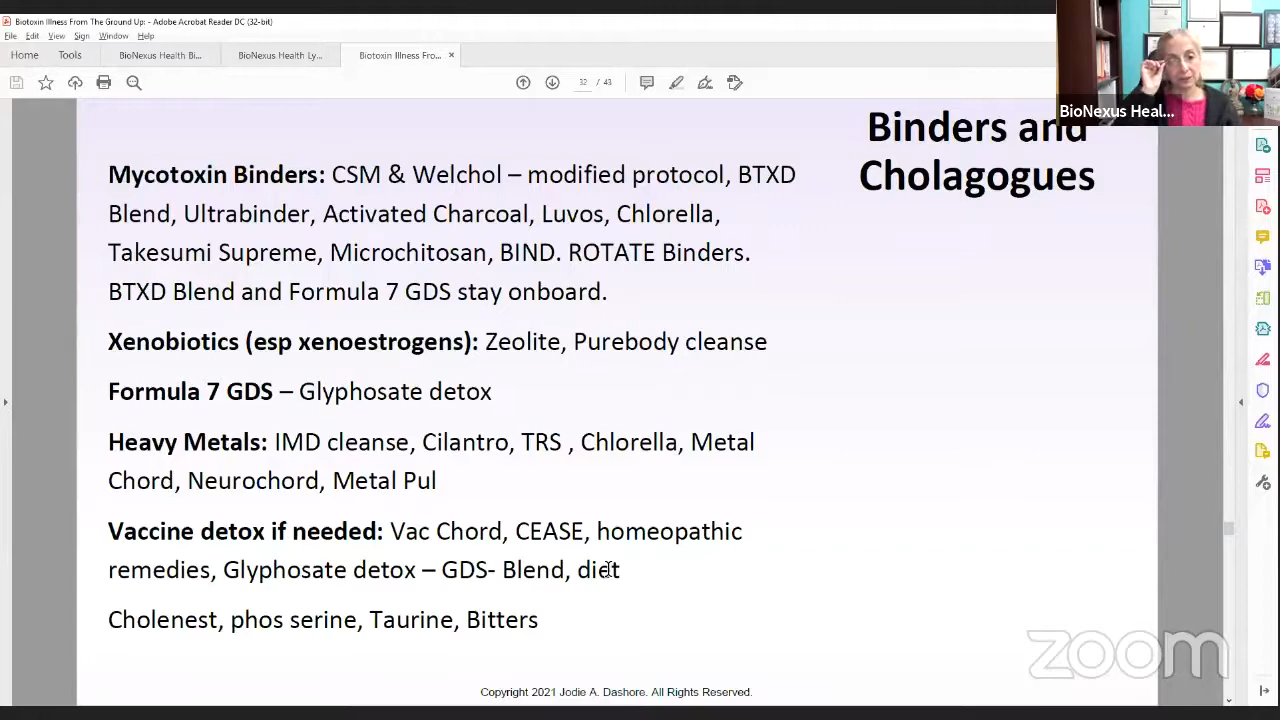 Biotoxin Illness From The Ground Up: - Adobe Acrobat Reader DC (32-bit)
File Edit View Sign Window Help
Home Tools BioNexus Health Bi... BioNexus Health Ly... Biotoxin Illness Fro... ×
32 / 43
BioNexus Heal...
Binders and
Cholagogues
Mycotoxin Binders: CSM & Welchol – modified protocol, BTXD
Blend, Ultrabinder, Activated Charcoal, Luvos, Chlorella,
Takesumi Supreme, Microchitosan, BIND. ROTATE Binders.
BTXD Blend and Formula 7 GDS stay onboard.
Xenobiotics (esp xenoestrogens): Zeolite, Purebody cleanse
Formula 7 GDS – Glyphosate detox
Heavy Metals: IMD cleanse, Cilantro, TRS , Chlorella, Metal
Chord, Neurochord, Metal Pul
Vaccine detox if needed: Vac Chord, CEASE, homeopathic
remedies, Glyphosate detox – GDS- Blend, diet
Cholenest, phos serine, Taurine, Bitters
zoom
Copyright 2021 Jodie A. Dashore. All Rights Reserved.